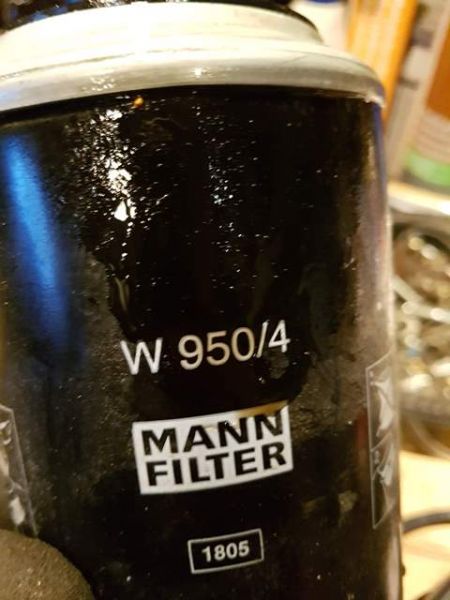 W 950/4
MANN
FILTER
1805